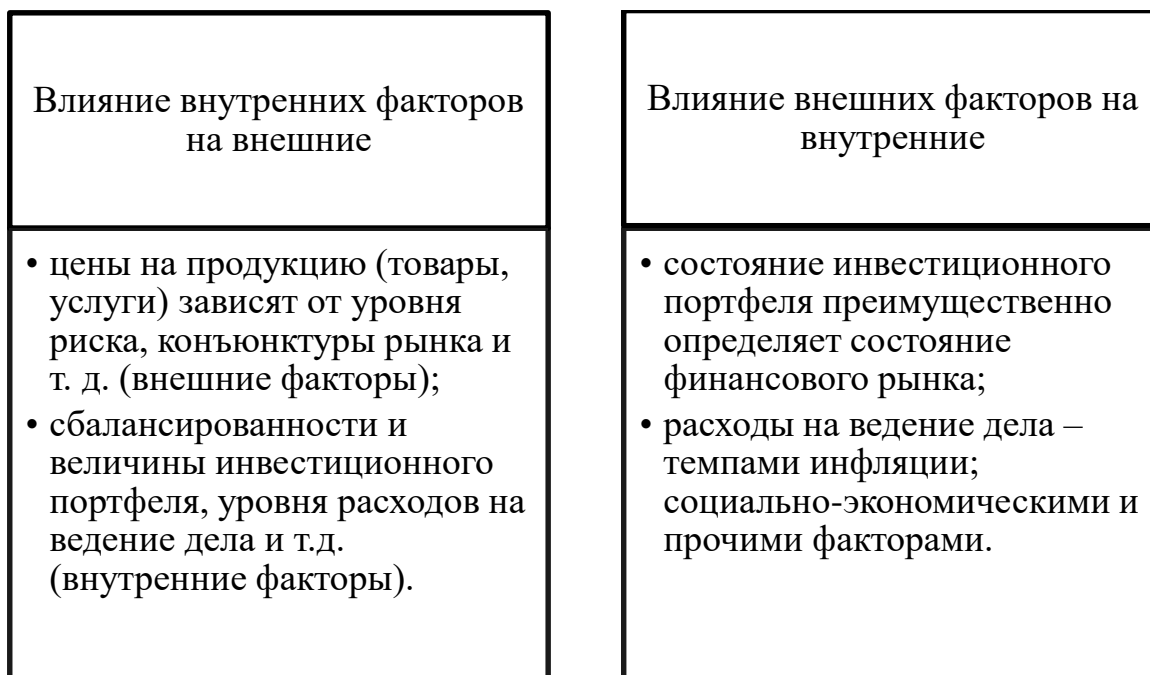 Влияние внутренних факторов
на внешние
• цены на продукцию (товары,
услуги) зависят от уровня
риска, конъюнктуры рынка и
т. д. (внешние факторы);
• сбалансированности и
величины инвестиционного
портфеля, уровня расходов на
ведение дела и т.д.
(внутренние факторы).
Влияние внешних факторов на
внутренние
• состояние инвестиционного
портфеля преимущественно
определяет состояние
финансового рынка;
• расходы на ведение дела –
темпами инфляции;
социально-экономическими и
прочими факторами.